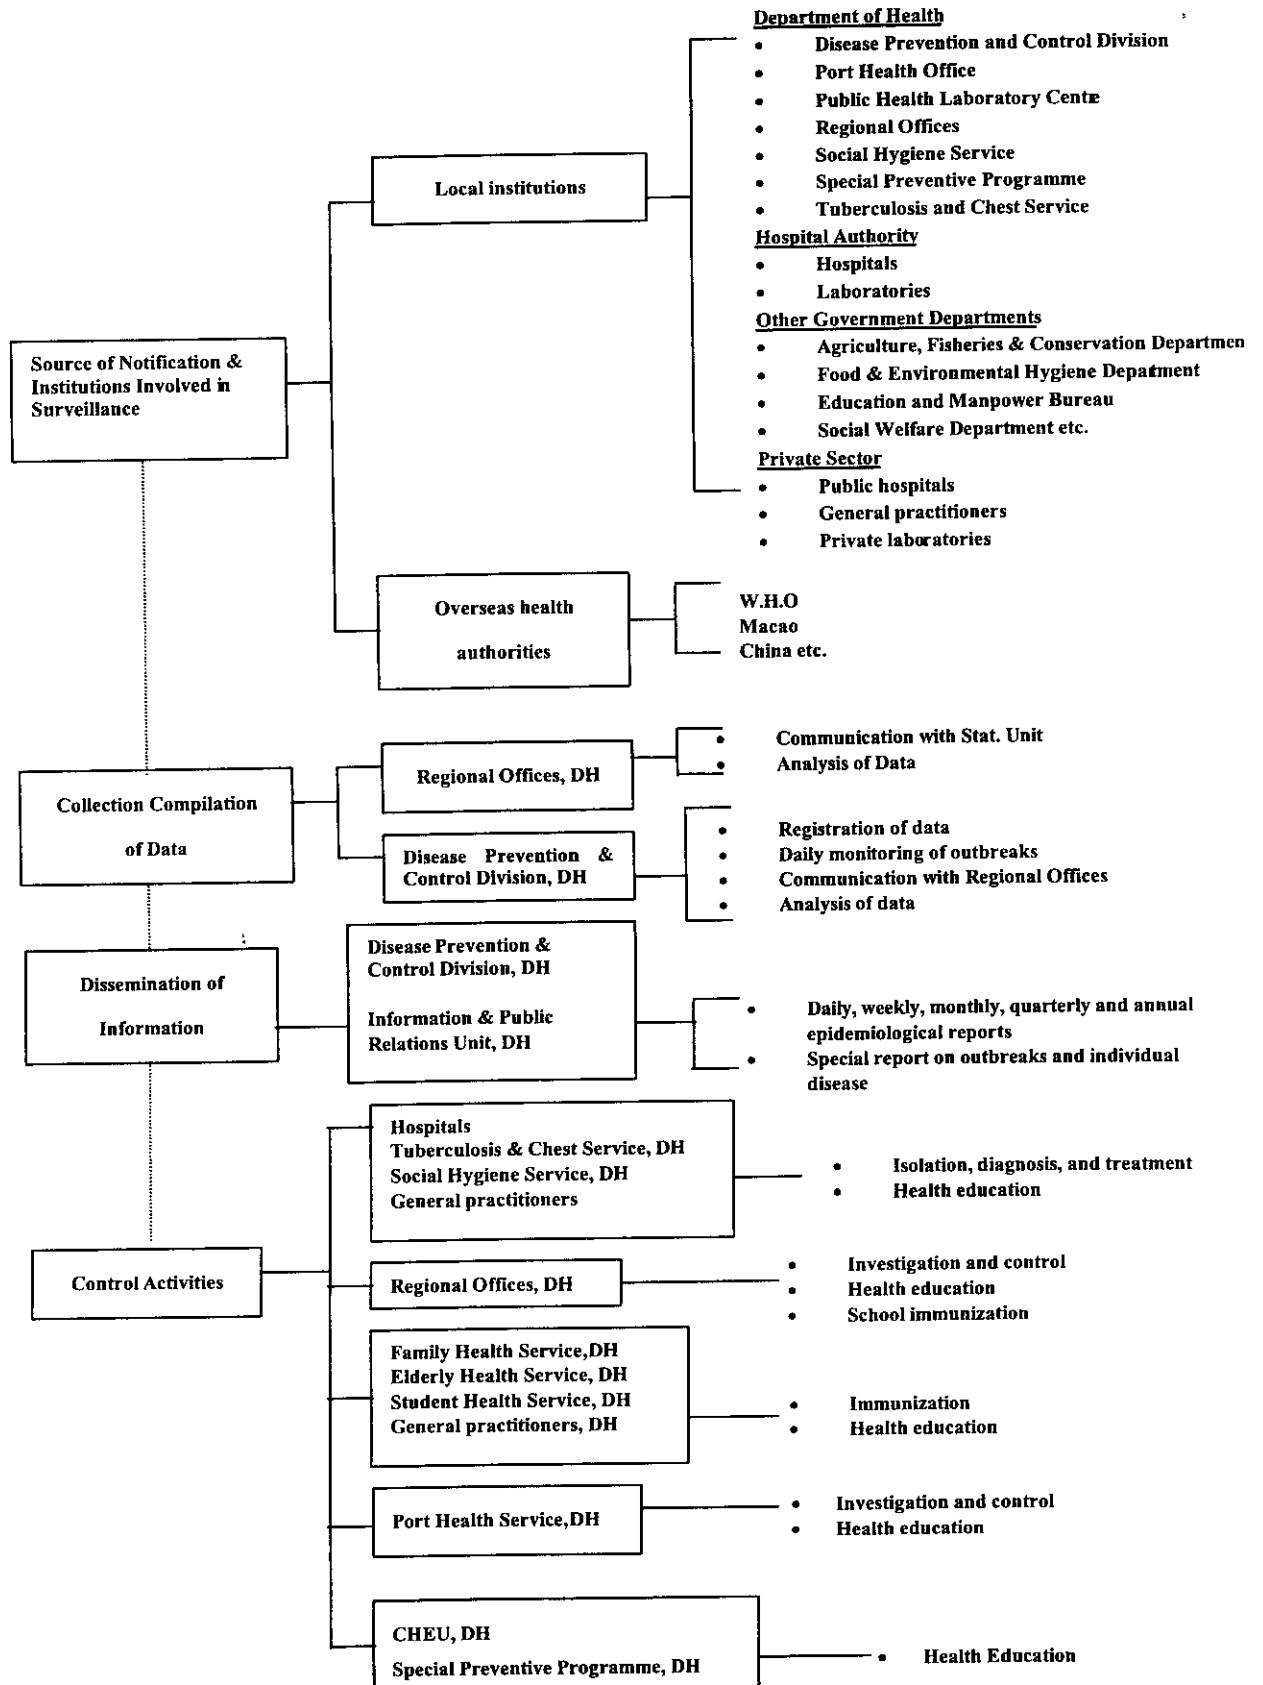 Department of Health
• Disease Prevention and Control Division
• Port Health Office
• Public Health Laboratory Centre
• Regional Offices
• Social Hygiene Service
• Special Preventive Programme
• Tuberculosis and Chest Service
Hospital Authority
• Hospitals
• Laboratories
Other Government Departments
• Agriculture, Fisheries & Conservation Departmen
• Food & Environmental Hygiene Department
• Education and Manpower Bureau
• Social Welfare Department etc.
Private Sector
• Public hospitals
• General practitioners
• Private laboratories
Local institutions
Source of Notification &
Institutions Involved in
Surveillance
Overseas health
authorities
W.H.O
Macao
China etc.
Collection Compilation
of Data
Regional Offices, DH
• Communication with Stat. Unit
• Analysis of Data
Disease Prevention &
Control Division, DH
• Registration of data
• Daily monitoring of outbreaks
• Communication with Regional Offices
• Analysis of data
Dissemination of
Information
Disease Prevention &
Control Division, DH
Information & Public
Relations Unit, DH
• Daily, weekly, monthly, quarterly and annual
epidemiological reports
• Special report on outbreaks and individual
disease
Control Activities
Hospitals
Tuberculosis & Chest Service, DH
Social Hygiene Service, DH
General practitioners
• Isolation, diagnosis, and treatment
• Health education
Regional Offices, DH
• Investigation and control
• Health education
• School immunization
Family Health Service,DH
Elderly Health Service, DH
Student Health Service, DH
General practitioners, DH
• Immunization
• Health education
Port Health Service,DH
• Investigation and control
• Health education
CHEU, DH
Special Preventive Programme, DH
• Health Education